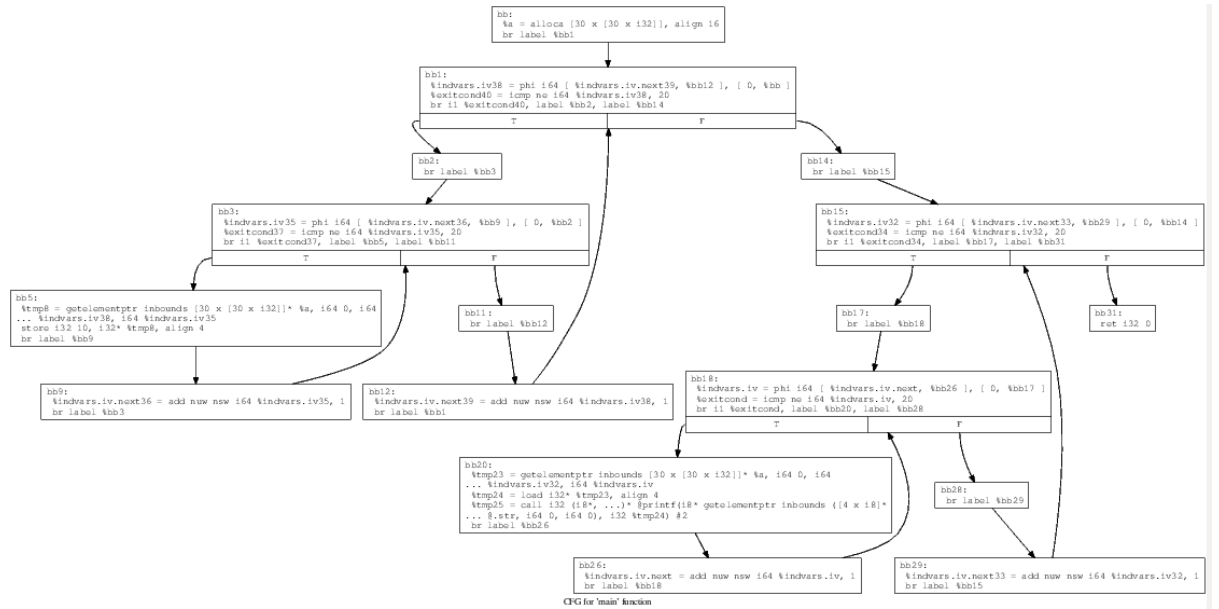 bb:
%a = alloca [30 x [30 x i32]], align 16
br label %bb1
bb1:
%indvars.iv38 = phi i64 [ %indvars.iv.next39, %bb12 ], [ 0, %bb ]
%exitcond40 = icmp ne i64 %indvars.iv38, 20
br i1 %exitcond40, label %bb2, label %bb14
T F
bb2:
br label %bb3
bb14:
br label %bb15
bb3:
%indvars.iv35 = phi i64 [ %indvars.iv.next36, %bb9 ], [ 0, %bb2 ]
%exitcond37 = icmp ne i64 %indvars.iv35, 20
br i1 %exitcond37, label %bb5, label %bb11
T F
bb15:
%indvars.iv32 = phi i64 [ %indvars.iv.next33, %bb29 ], [ 0, %bb14 ]
%exitcond34 = icmp ne i64 %indvars.iv32, 20
br i1 %exitcond34, label %bb17, label %bb31
T F
bb5:
%tmp8 = getelementptr inbounds [30 x [30 x i32]]* %a, i64 0, i64
... %indvars.iv38, i64 %indvars.iv35
store i32 10, i32* %tmp8, align 4
br label %bb9
bb11:
br label %bb12
bb17:
br label %bb18
bb31:
ret i32 0
bb9:
%indvars.iv.next36 = add nuw nsw i64 %indvars.iv35, 1
br label %bb3
bb12:
%indvars.iv.next39 = add nuw nsw i64 %indvars.iv38, 1
br label %bb1
bb18:
%indvars.iv = phi i64 [ %indvars.iv.next, %bb26 ], [ 0, %bb17 ]
%exitcond = icmp ne i64 %indvars.iv, 20
br i1 %exitcond, label %bb20, label %bb28
T F
bb20:
%tmp23 = getelementptr inbounds [30 x [30 x i32]]* %a, i64 0, i64
... %indvars.iv32, i64 %indvars.iv
%tmp24 = load i32* %tmp23, align 4
%tmp25 = call i32 (i8*, ...)* @printf(i8* getelementptr inbounds ([4 x i8]*
... @.str, i64 0, i64 0), i32 %tmp24) #2
br label %bb26
bb28:
br label %bb29
bb26:
%indvars.iv.next = add nuw nsw i64 %indvars.iv, 1
br label %bb18
bb29:
%indvars.iv.next33 = add nuw nsw i64 %indvars.iv32, 1
br label %bb15
CFG for 'main' function